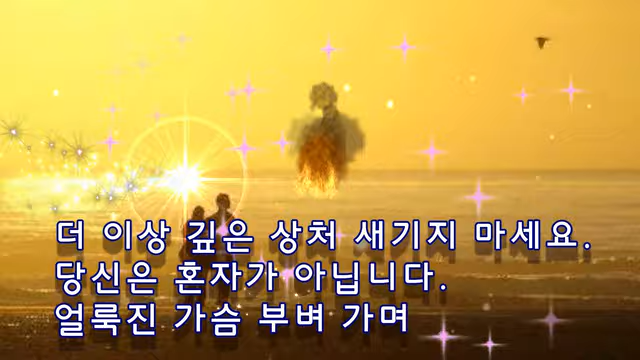 더 이상 깊은 상처 새기지 마세요.
당신은 혼자가 아닙니다.
얼룩진 가슴 부벼 가며